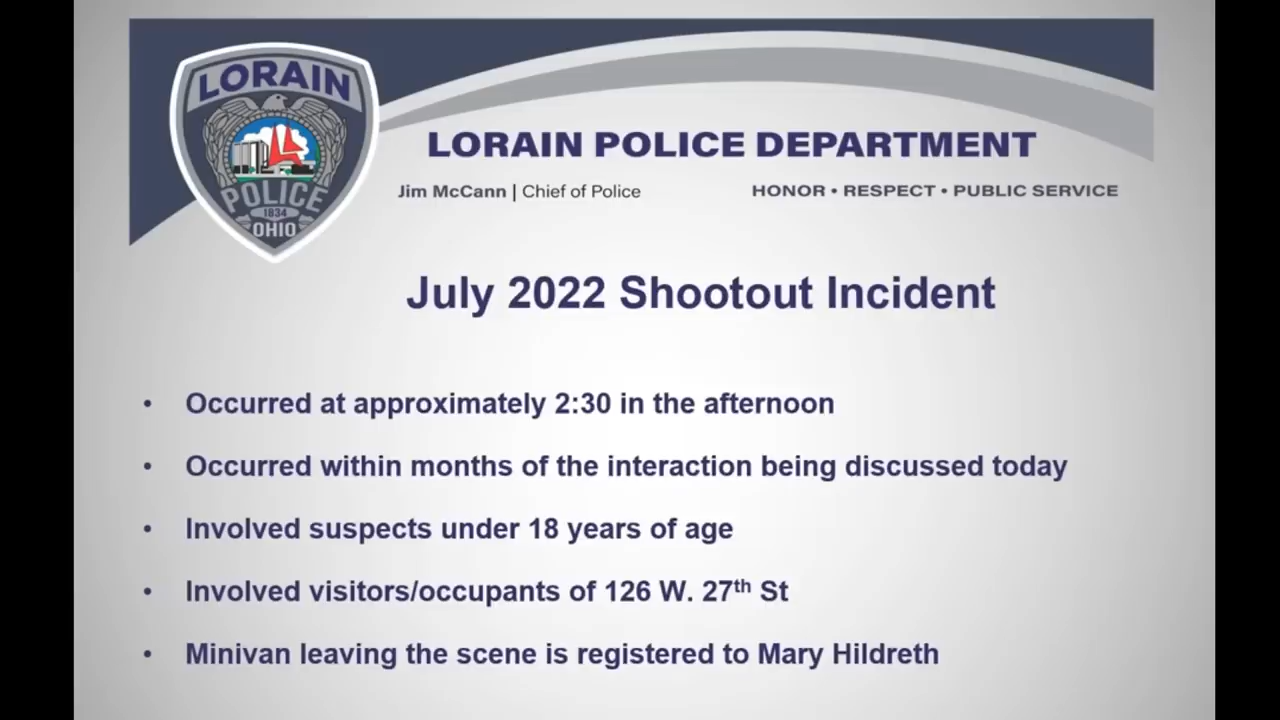 LORAIN
POLICE
1834
OHIO
LORAIN POLICE DEPARTMENT
Jim McCann | Chief of Police
HONOR • RESPECT • PUBLIC SERVICE
July 2022 Shootout Incident
• Occurred at approximately 2:30 in the afternoon
• Occurred within months of the interaction being discussed today
• Involved suspects under 18 years of age
• Involved visitors/occupants of 126 W. 27th St
• Minivan leaving the scene is registered to Mary Hildreth